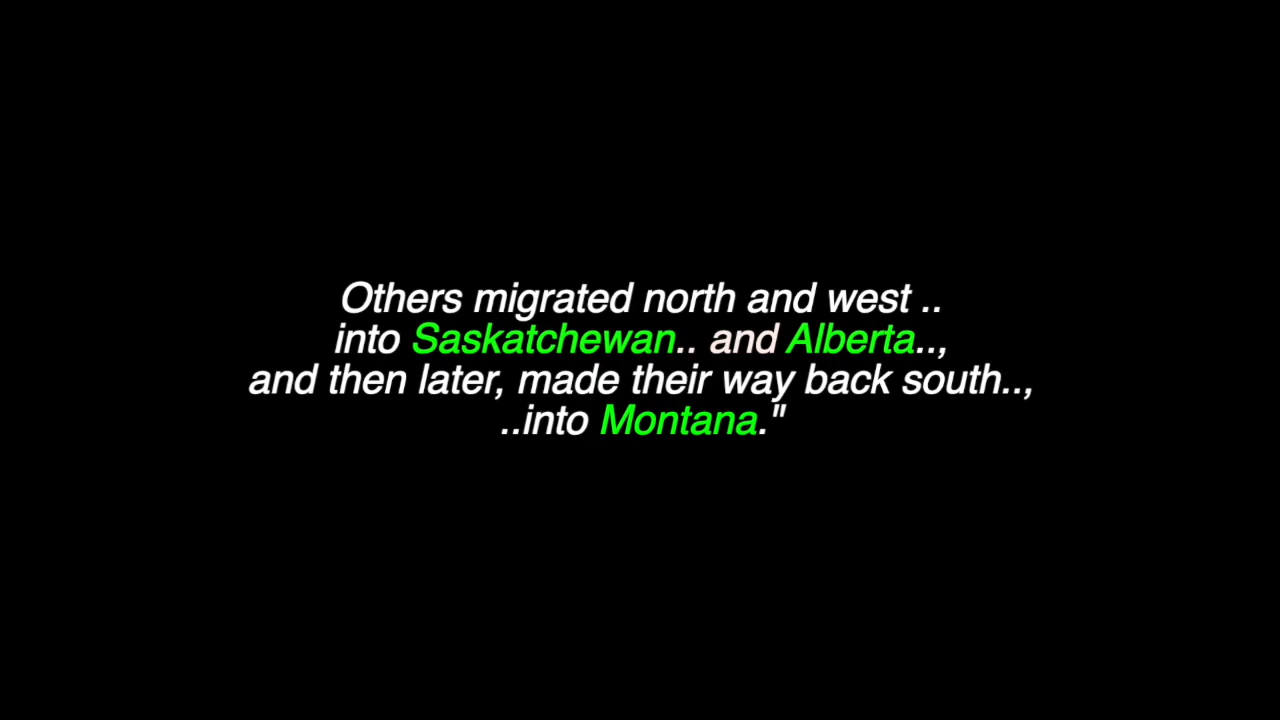 Others migrated north and west ..
into Saskatchewan.. and Alberta..,
and then later, made their way back south..,
..into Montana."